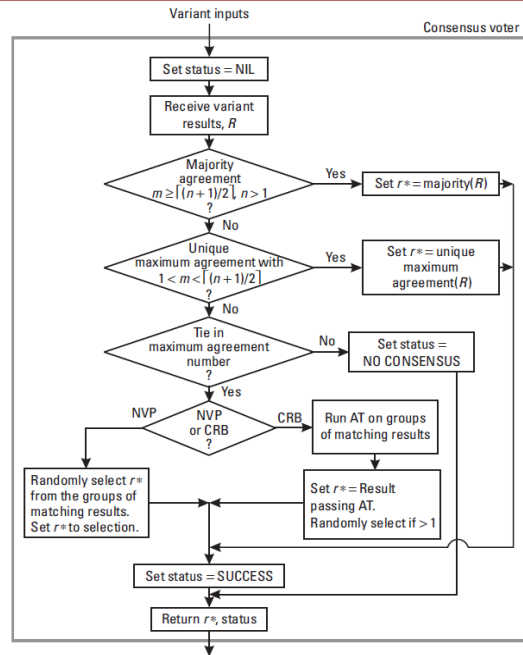 Variant inputs
Consensus voter
Set status = NIL
Receive variant
results, R
Majority
agreement
m ≥ ⌈(n + 1)/2⌉, n > 1
?
Yes
Set r* = majority(R)
No
Unique
maximum agreement with
1 < m < ⌈(n + 1)/2⌉
?
Yes
Set r* = unique
maximum
agreement(R)
No
Tie in
maximum agreement
number
?
No
Set status =
NO CONSENSUS
Yes
NVP
NVP
or CRB
?
CRB
Run AT on groups
of matching results
Randomly select r*
from the groups of
matching results.
Set r* to selection.
Set r* = Result
passing AT.
Randomly select if > 1
Set status = SUCCESS
Return r*, status